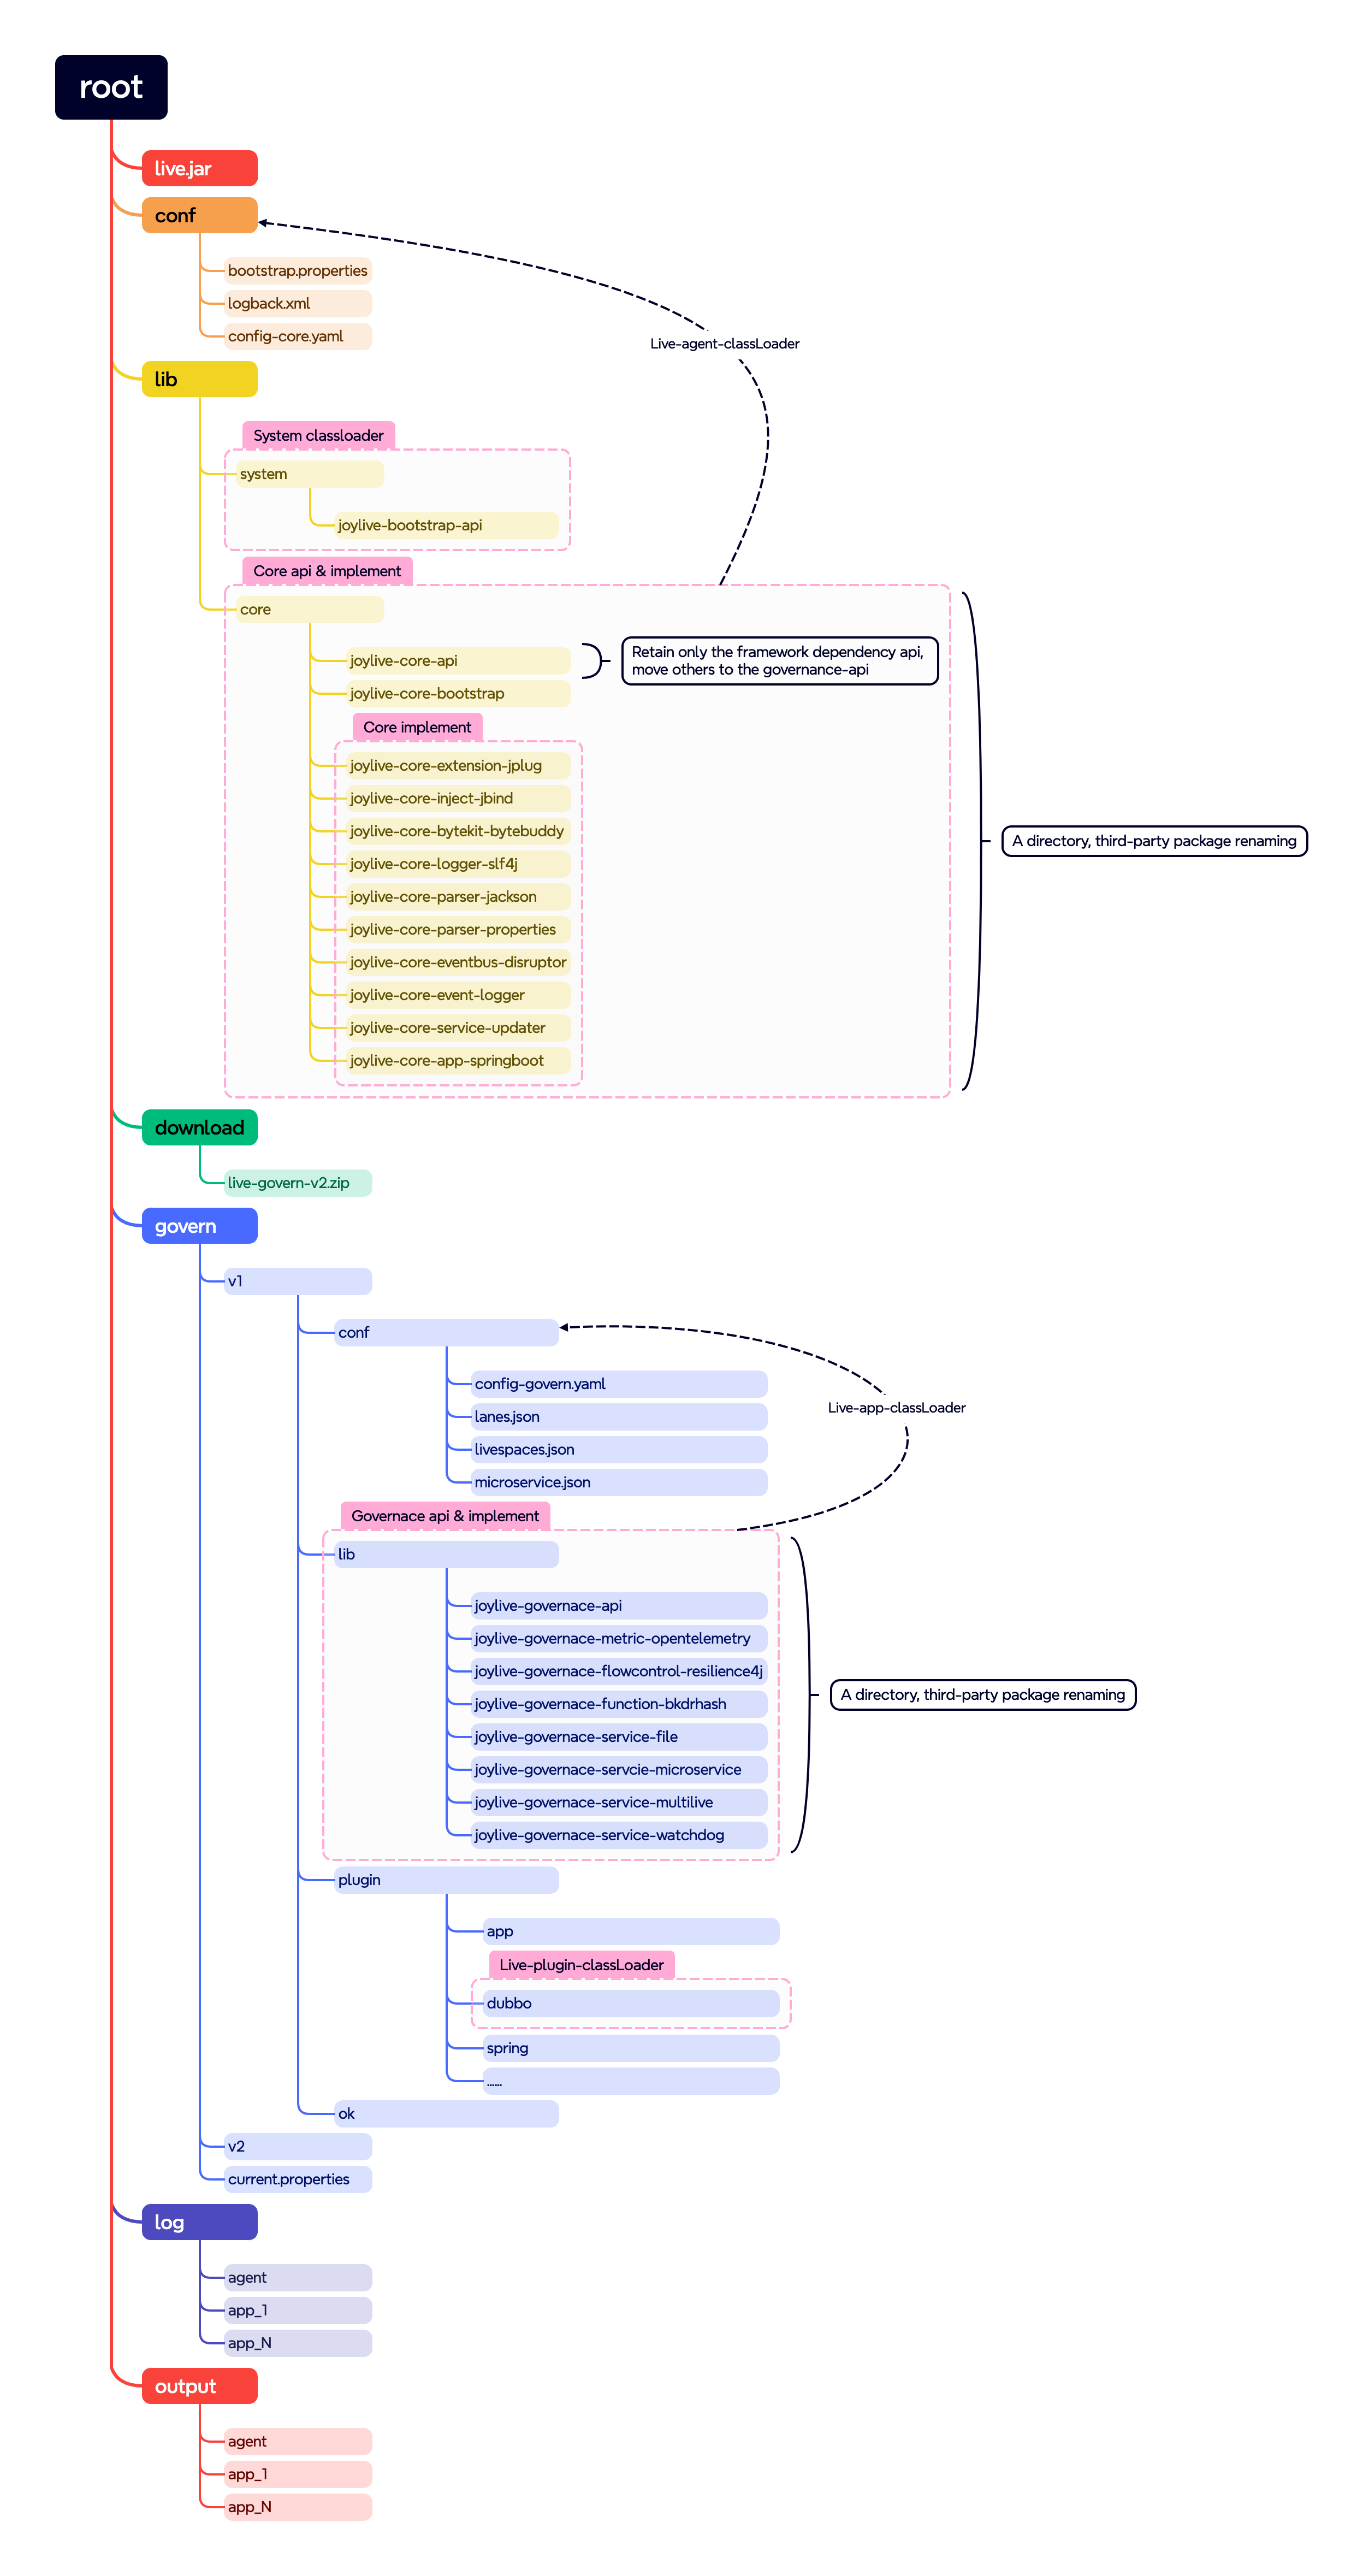 root
live.jar
conf
bootstrap.properties
logback.xml
config-core.yaml
Live-agent-classLoader
lib
System classloader
system
joylive-bootstrap-api
Core api & implement
core
joylive-core-api
Retain only the framework dependency api,
move others to the governance-api
joylive-core-bootstrap
Core implement
joylive-core-extension-jplug
joylive-core-inject-jbind
joylive-core-bytekit-bytebuddy
A directory, third-party package renaming
joylive-core-logger-slf4j
joylive-core-parser-jackson
joylive-core-parser-properties
joylive-core-eventbus-disruptor
joylive-core-event-logger
joylive-core-service-updater
joylive-core-app-springboot
download
live-govern-v2.zip
govern
v1
conf
config-govern.yaml
Live-app-classLoader
lanes.json
livespaces.json
microservice.json
Governace api & implement
lib
joylive-governace-api
joylive-governace-metric-opentelemetry
joylive-governace-flowcontrol-resilience4j
A directory, third-party package renaming
joylive-governace-function-bkdrhash
joylive-governace-service-file
joylive-governace-servcie-microservice
joylive-governace-service-multilive
joylive-governace-service-watchdog
plugin
app
Live-plugin-classLoader
dubbo
spring
......
ok
v2
current.properties
log
agent
app_1
app_N
output
agent
app_1
app_N